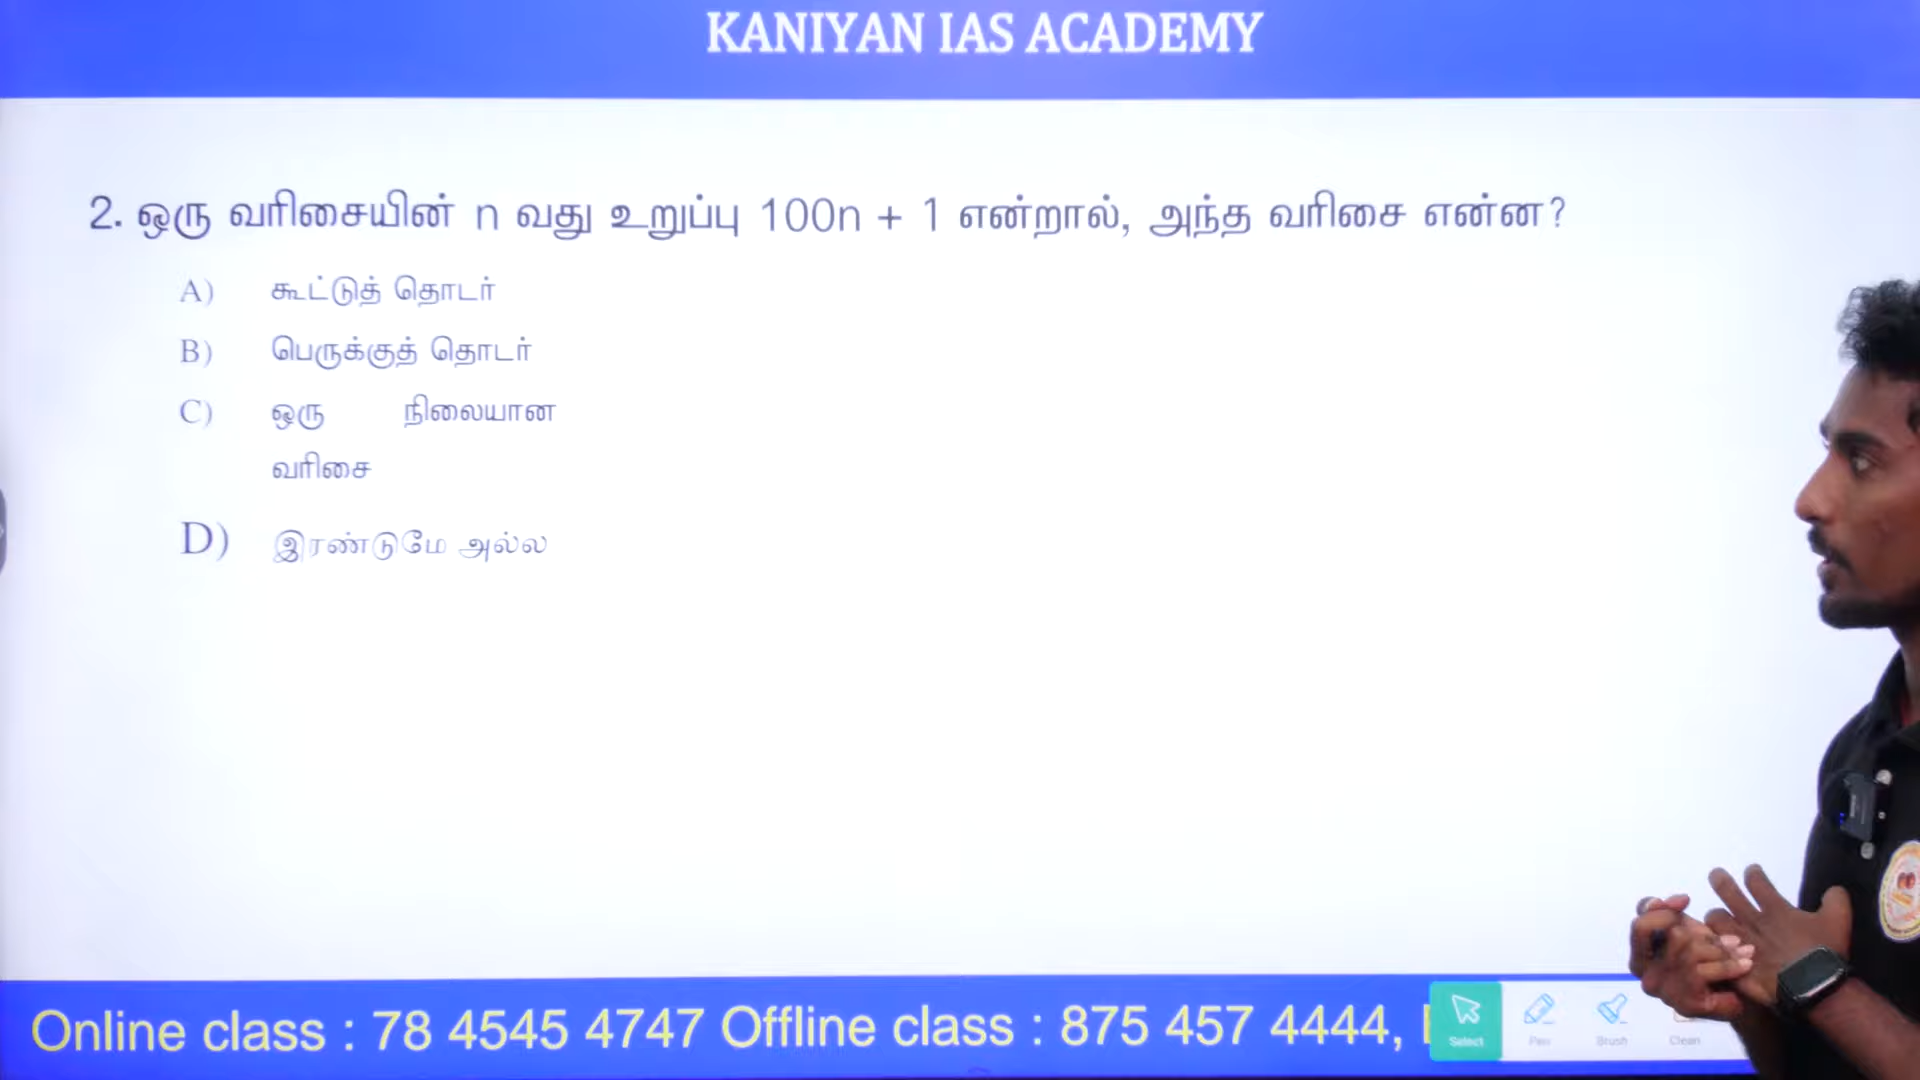 KANIYAN IAS ACADEMY
2. ஒரு வரிசையின் n வது உறுப்பு 100n + 1 என்றால், அந்த வரிசை என்ன?
A) கூட்டுத் தொடர்
B) பெருக்குத் தொடர்
C) ஒரு நிலையான
வரிசை
D) இரண்டுமே அல்ல
Online class : 78 4545 4747 Offline class : 875 457 4444,
Select Pen Brush Clean